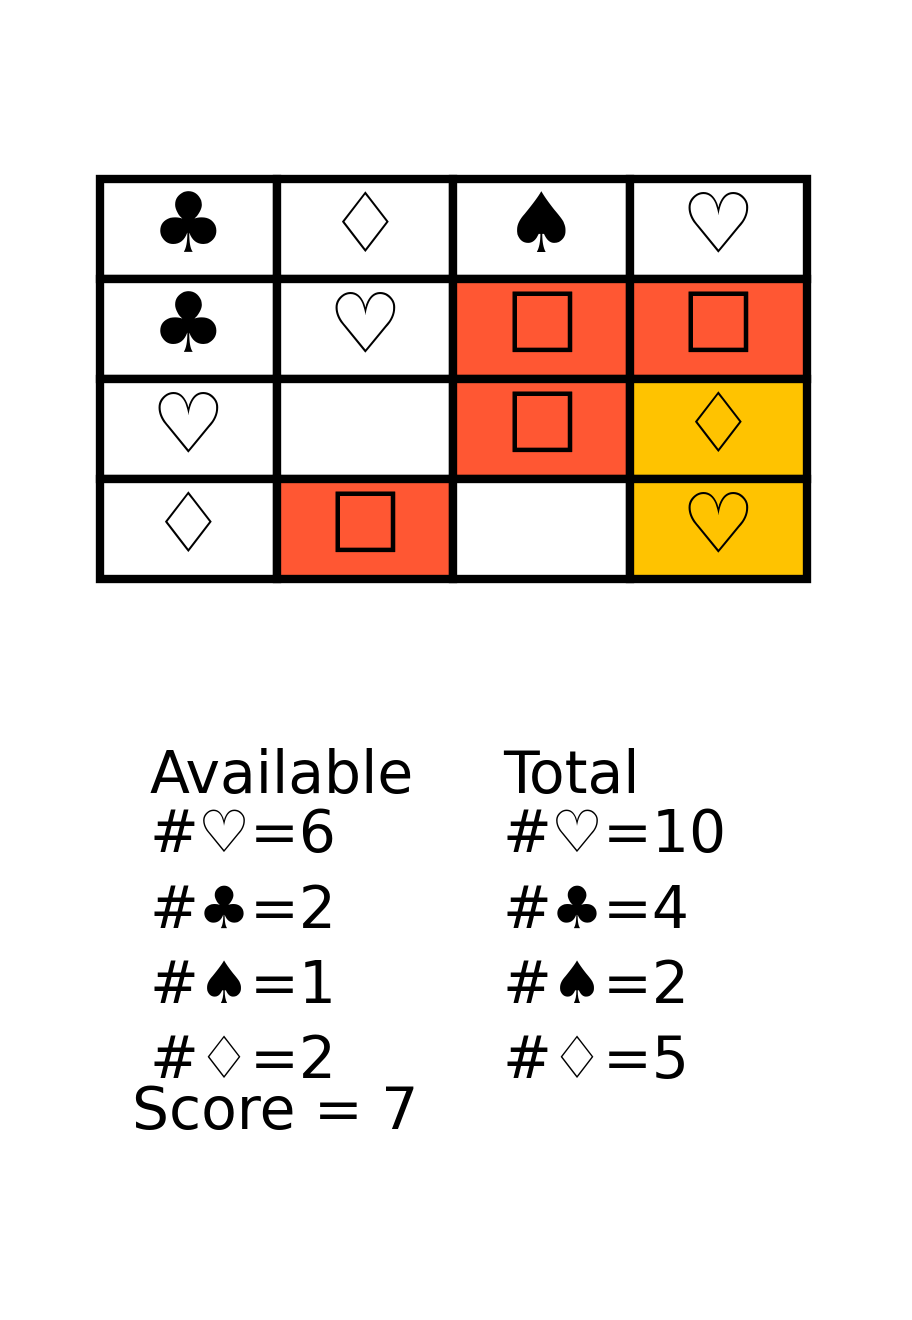 ♣ ♢ ♠ ♡
♣ ♡ □ □
♡ □ ♢
♢ □ ♡
Available Total
#♡=6 #♡=10
#♣=2 #♣=4
#♠=1 #♠=2
#♢=2 #♢=5
Score = 7